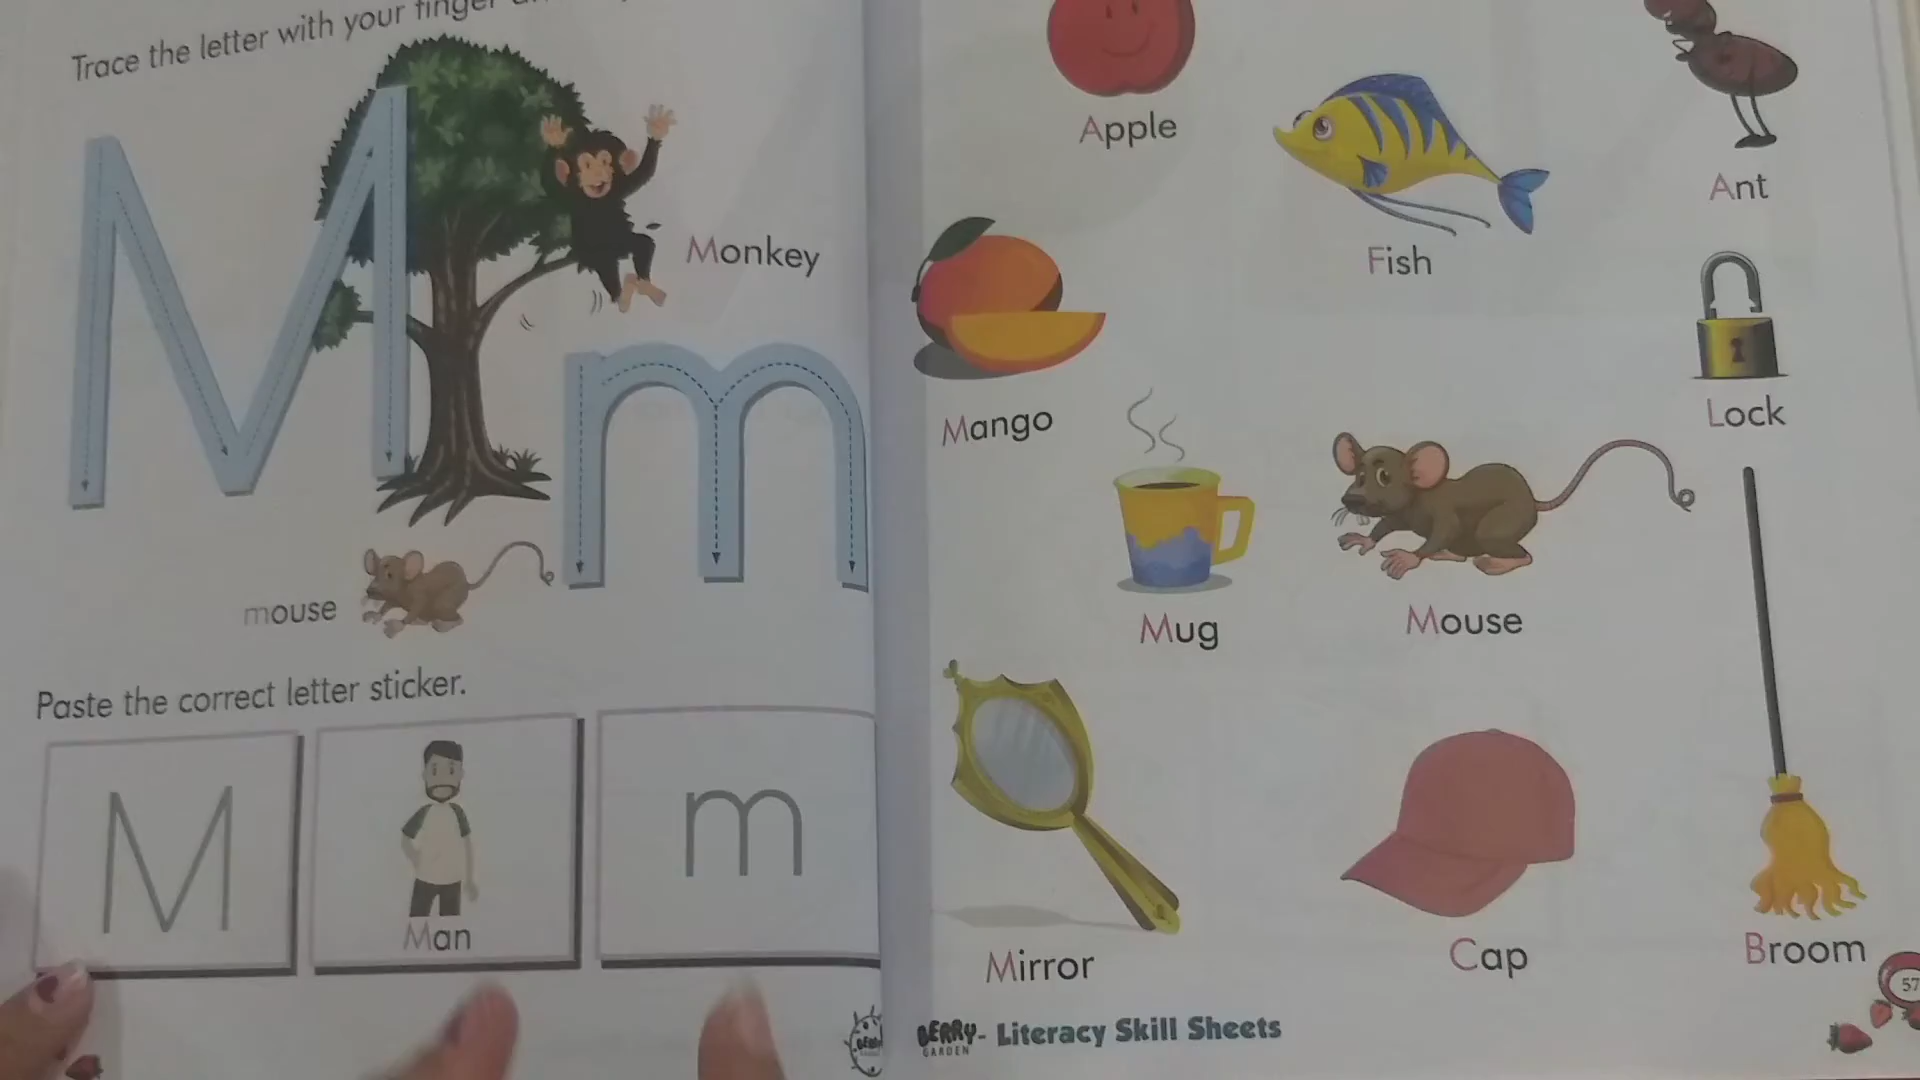 Trace the letter with your finger
M
Monkey
m
mouse
Paste the correct letter sticker.
M
Man
m
Apple
Fish
Ant
Mango
Lock
Mug
Mouse
Mirror
Cap
Broom
BERRY GARDEN - Literacy Skill Sheets
57